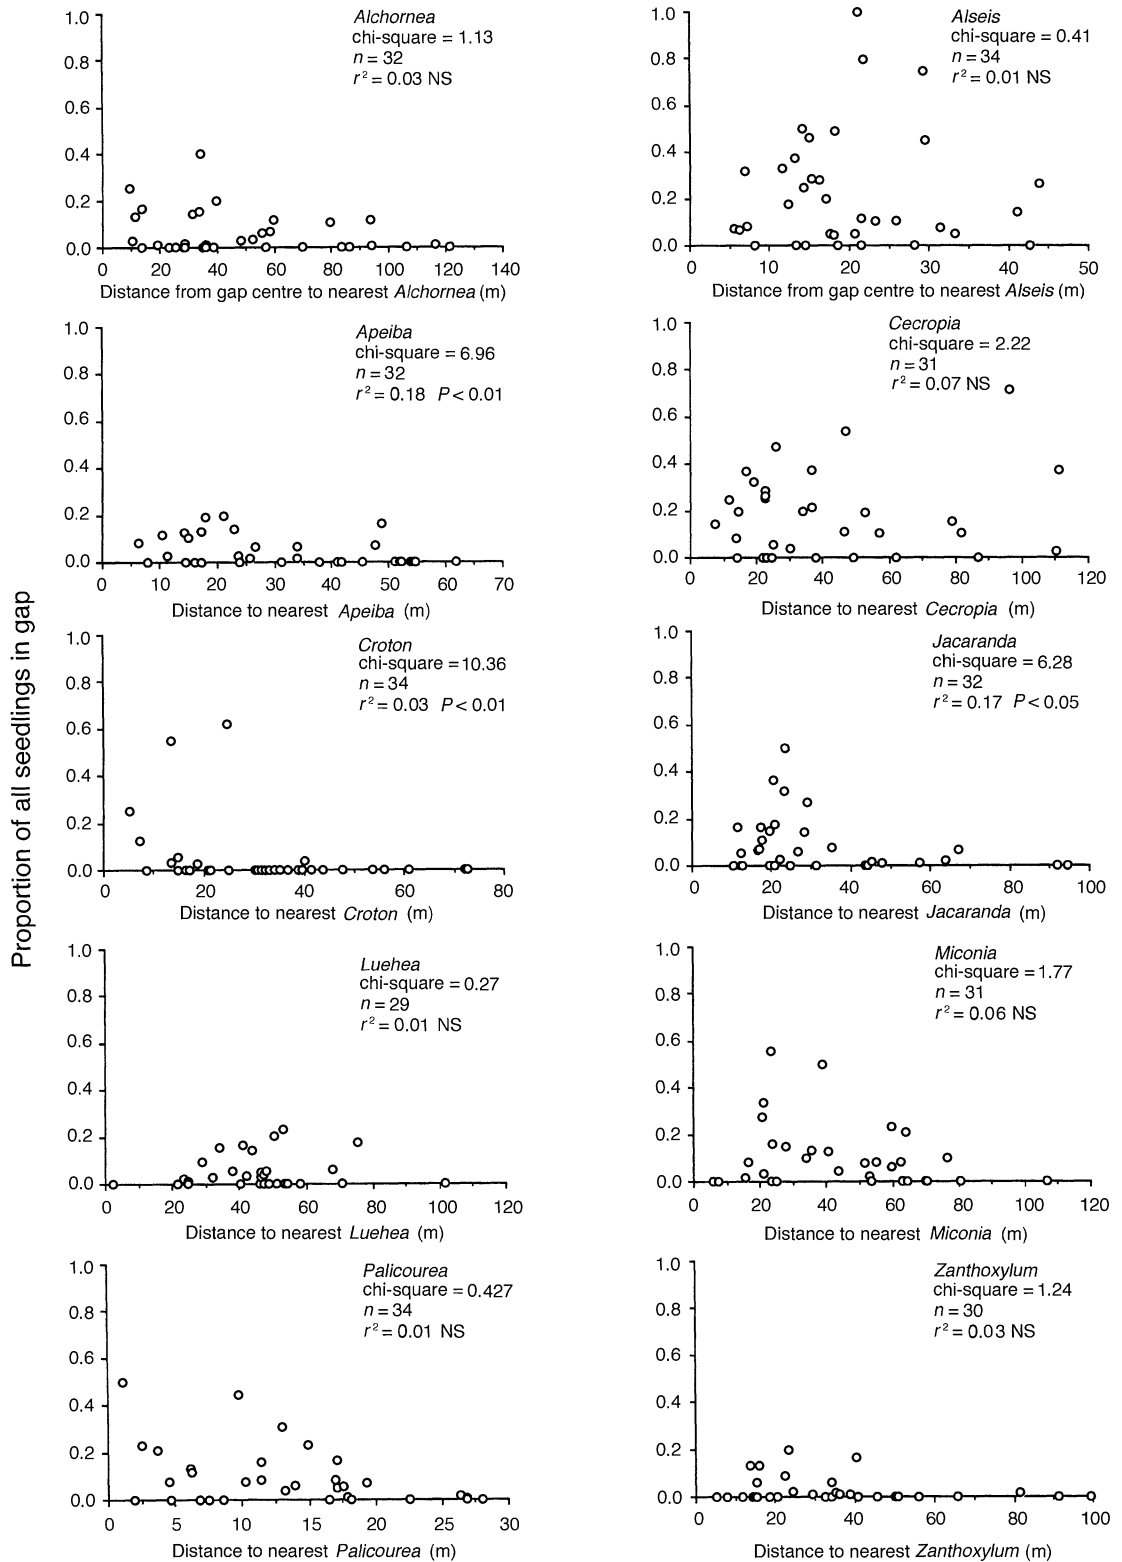 Proportion of all seedlings in gap
Alchornea
chi-square = 1.13
n = 32
r² = 0.03 NS
1.0
0.8
0.6
0.4
0.2
0.0
0 20 40 60 80 100 120 140
Distance from gap centre to nearest Alchornea (m)
Alseis
chi-square = 0.41
n = 34
r² = 0.01 NS
1.0
0.8
0.6
0.4
0.2
0.0
0 10 20 30 40 50
Distance from gap centre to nearest Alseis (m)
Apeiba
chi-square = 6.96
n = 32
r² = 0.18 P < 0.01
1.0
0.8
0.6
0.4
0.2
0.0
0 10 20 30 40 50 60 70
Distance to nearest Apeiba (m)
Cecropia
chi-square = 2.22
n = 31
r² = 0.07 NS
1.0
0.8
0.6
0.4
0.2
0.0
0 20 40 60 80 100 120
Distance to nearest Cecropia (m)
Croton
chi-square = 10.36
n = 34
r² = 0.03 P < 0.01
1.0
0.8
0.6
0.4
0.2
0.0
0 20 40 60 80
Distance to nearest Croton (m)
Jacaranda
chi-square = 6.28
n = 32
r² = 0.17 P < 0.05
1.0
0.8
0.6
0.4
0.2
0.0
0 20 40 60 80 100
Distance to nearest Jacaranda (m)
Luehea
chi-square = 0.27
n = 29
r² = 0.01 NS
1.0
0.8
0.6
0.4
0.2
0.0
0 20 40 60 80 100 120
Distance to nearest Luehea (m)
Miconia
chi-square = 1.77
n = 31
r² = 0.06 NS
1.0
0.8
0.6
0.4
0.2
0.0
0 20 40 60 80 100 120
Distance to nearest Miconia (m)
Palicourea
chi-square = 0.427
n = 34
r² = 0.01 NS
1.0
0.8
0.6
0.4
0.2
0.0
0 5 10 15 20 25 30
Distance to nearest Palicourea (m)
Zanthoxylum
chi-square = 1.24
n = 30
r² = 0.03 NS
1.0
0.8
0.6
0.4
0.2
0.0
0 20 40 60 80 100
Distance to nearest Zanthoxylum (m)